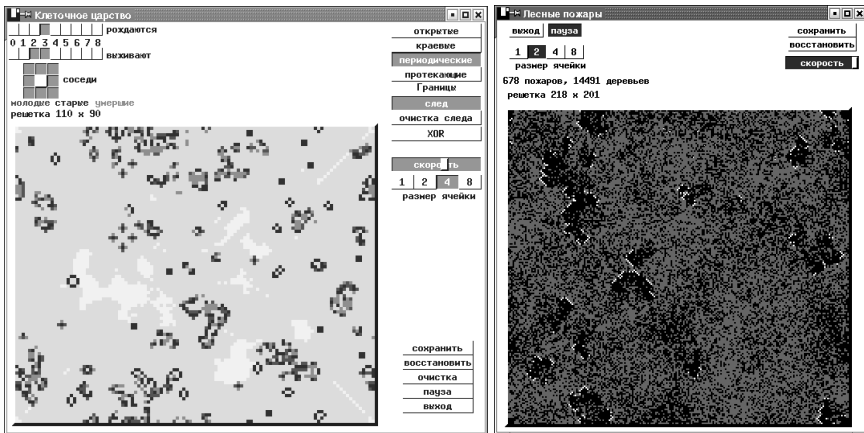 Клеточное царство
рождаются
0 1 2 3 4 5 6 7 8
выживают
соседи
молодые старые умершие
решетка 110 x 90
открытые
краевые
периодические
протекающие
Границы
след
очистка следа
XOR
скорость
1 2 4 8
размер ячейки
сохранить
восстановить
очистка
пауза
выход
Лесные пожары
выход пауза
1 2 4 8
размер ячейки
678 пожаров, 14491 деревьев
решетка 218 x 201
сохранить
восстановить
скорость